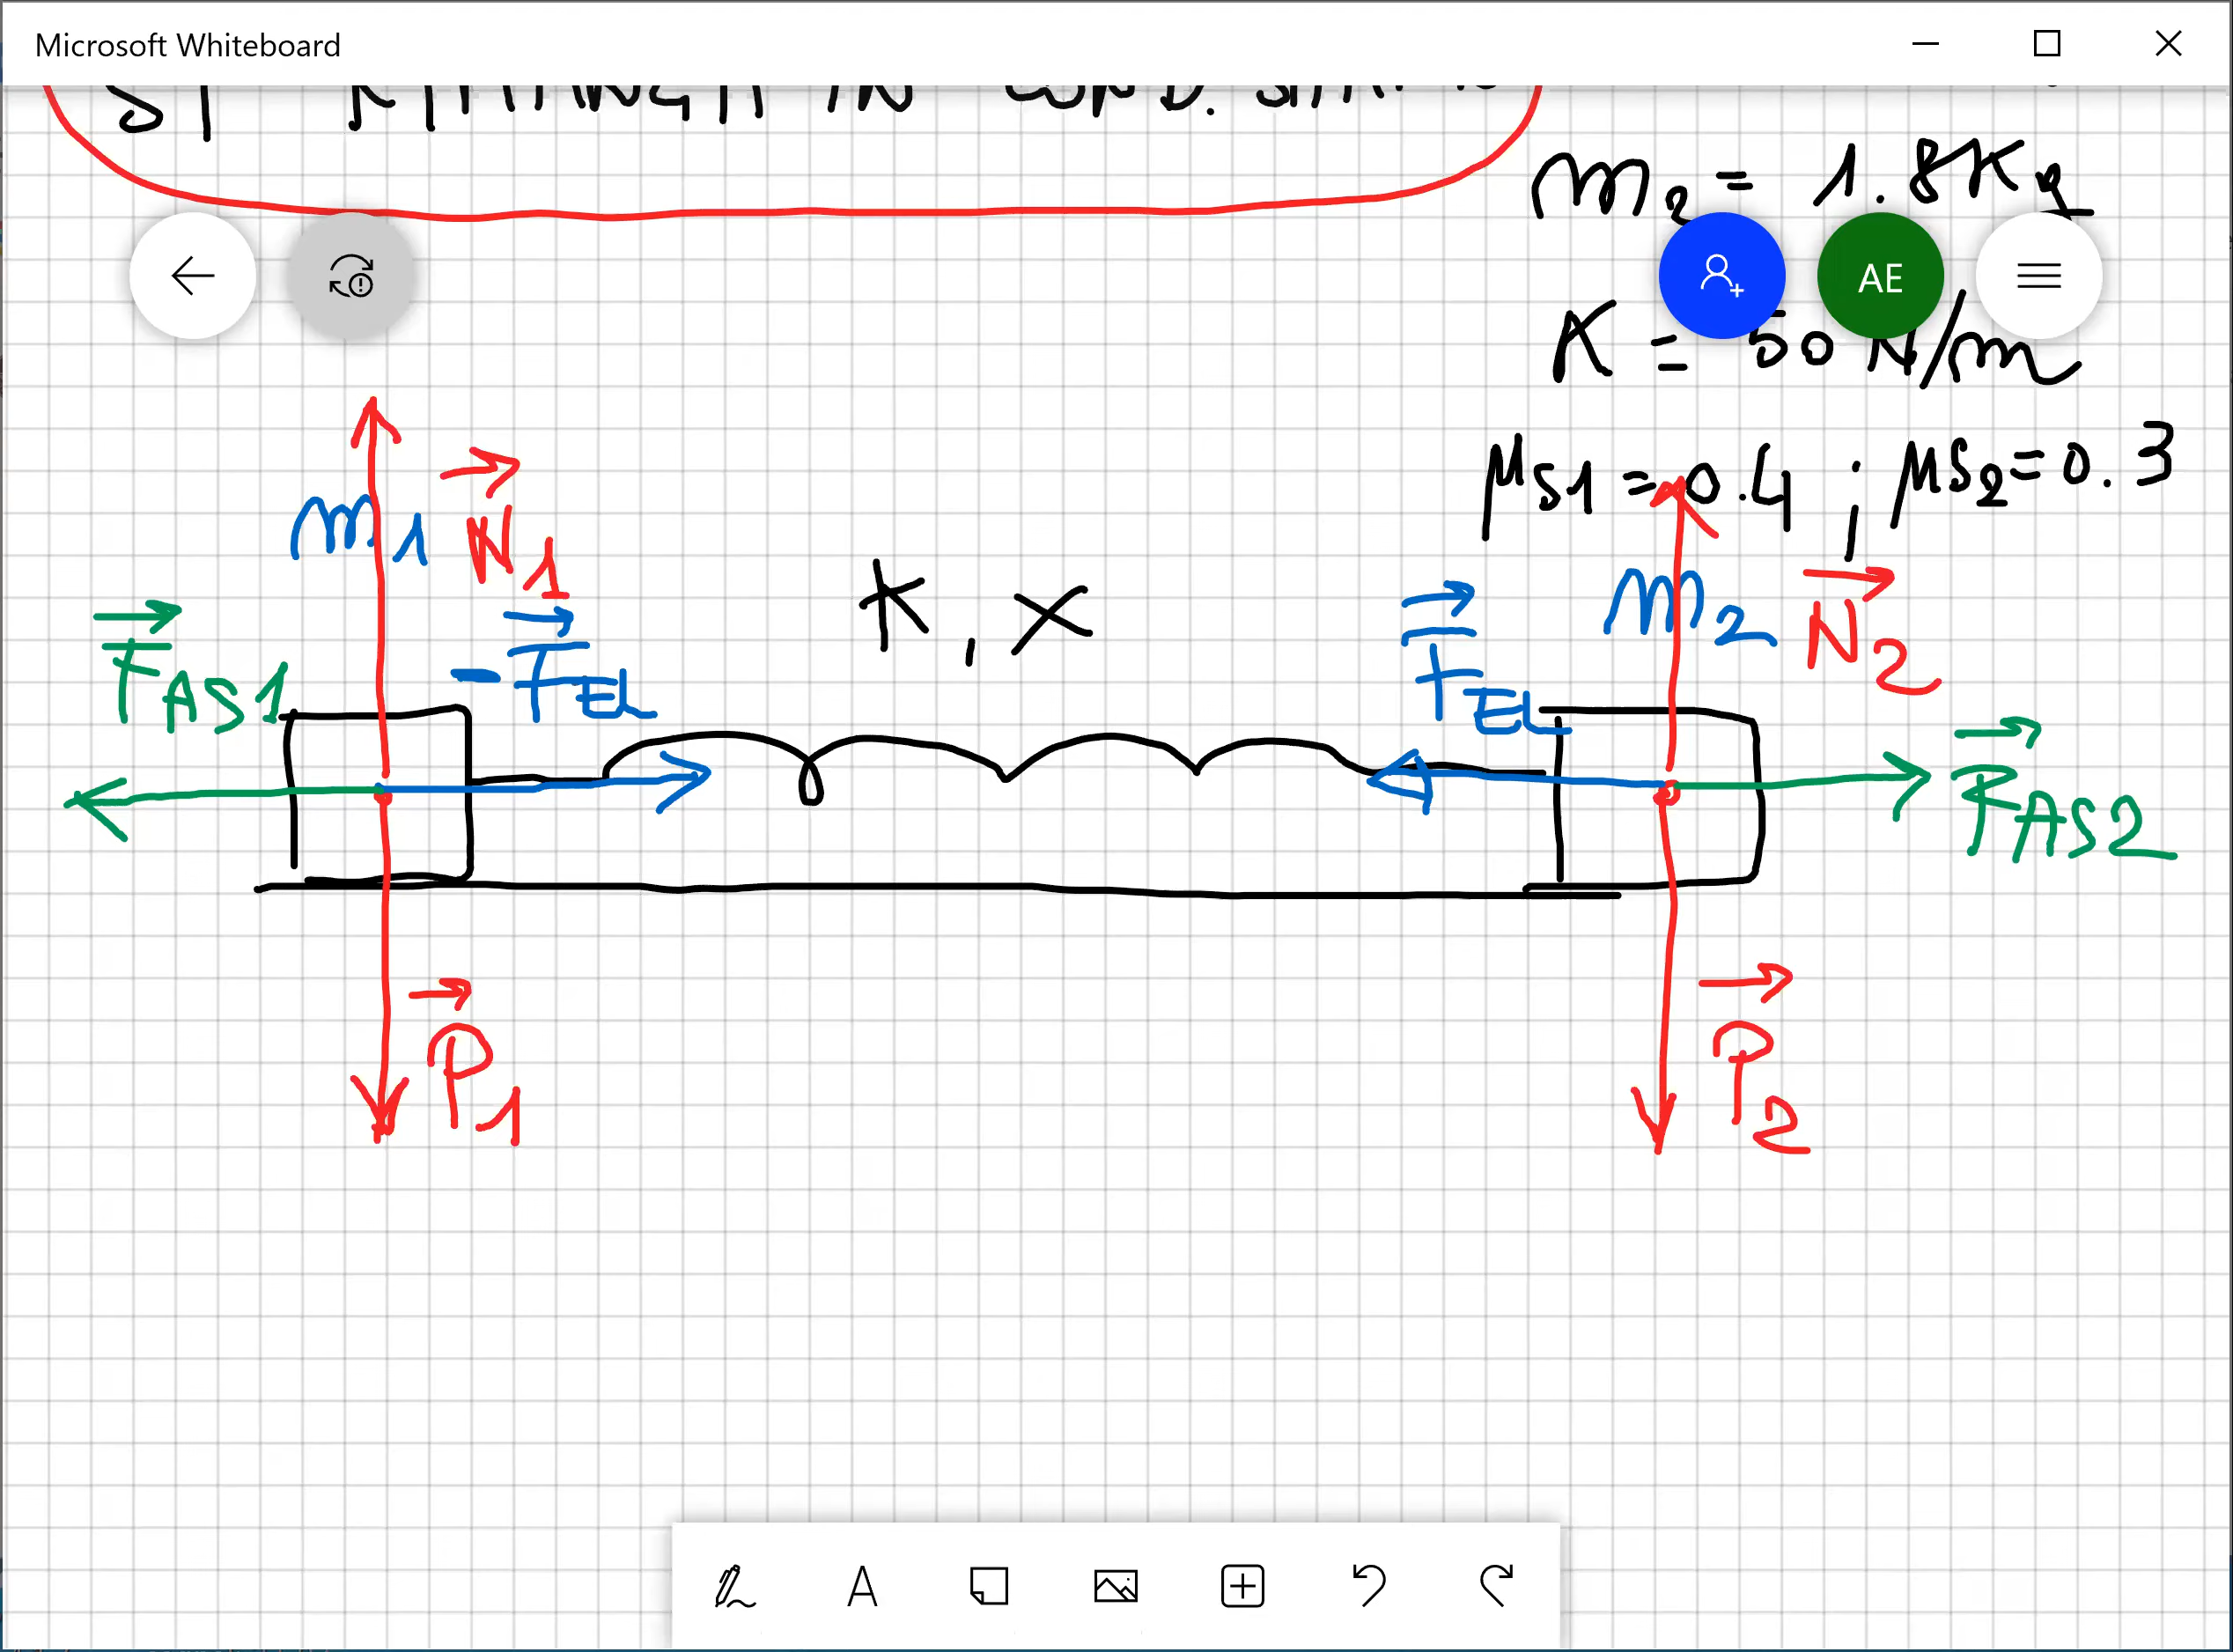 Microsoft Whiteboard
m2 = 1.8Kg
AE
K = 50 N/m
μS1 = 0.4 ; μS2 = 0.3
m1 N1
K, x
m2 N2
FAS1 -FEL FEL
FAS2
P1 P2
A